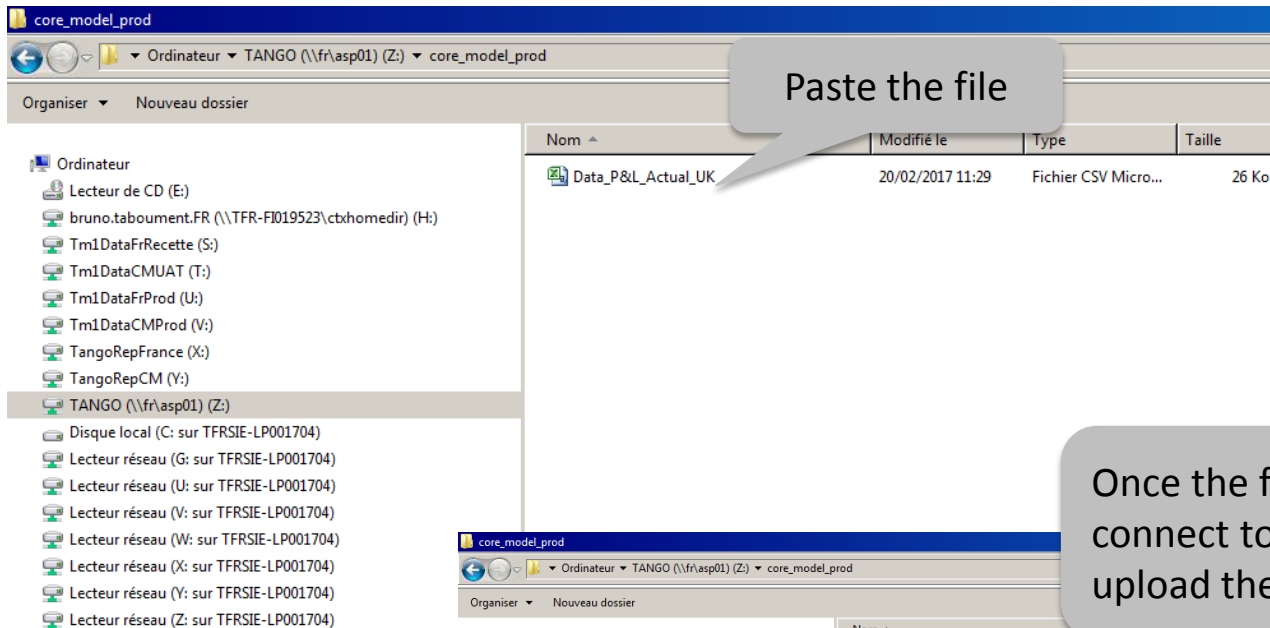 core_model_prod
Ordinateur TANGO (\\fr\asp01) (Z:) core_model_prod
Paste the file
Organiser Nouveau dossier
Nom Modifié le Type Taille
Data_P&L_Actual_UK 20/02/2017 11:29 Fichier CSV Micro... 26 Ko
Ordinateur
Lecteur de CD (E:)
bruno.taboument.FR (\\TFR-FI019523\ctxhomedir) (H:)
Tm1DataFrRecette (S:)
Tm1DataCMUAT (T:)
Tm1DataFrProd (U:)
Tm1DataCMProd (V:)
TangoRepFrance (X:)
TangoRepCM (Y:)
TANGO (\\fr\asp01) (Z:)
Disque local (C: sur TFRSIE-LP001704)
Lecteur réseau (G: sur TFRSIE-LP001704)
Lecteur réseau (U: sur TFRSIE-LP001704)
Lecteur réseau (V: sur TFRSIE-LP001704)
Lecteur réseau (W: sur TFRSIE-LP001704)
Lecteur réseau (X: sur TFRSIE-LP001704)
Lecteur réseau (Y: sur TFRSIE-LP001704)
Lecteur réseau (Z: sur TFRSIE-LP001704)
Once the f
connect to
upload the
core_model_prod
Ordinateur TANGO (\\fr\asp01) (Z:) core_model_prod
Organiser Nouveau dossier